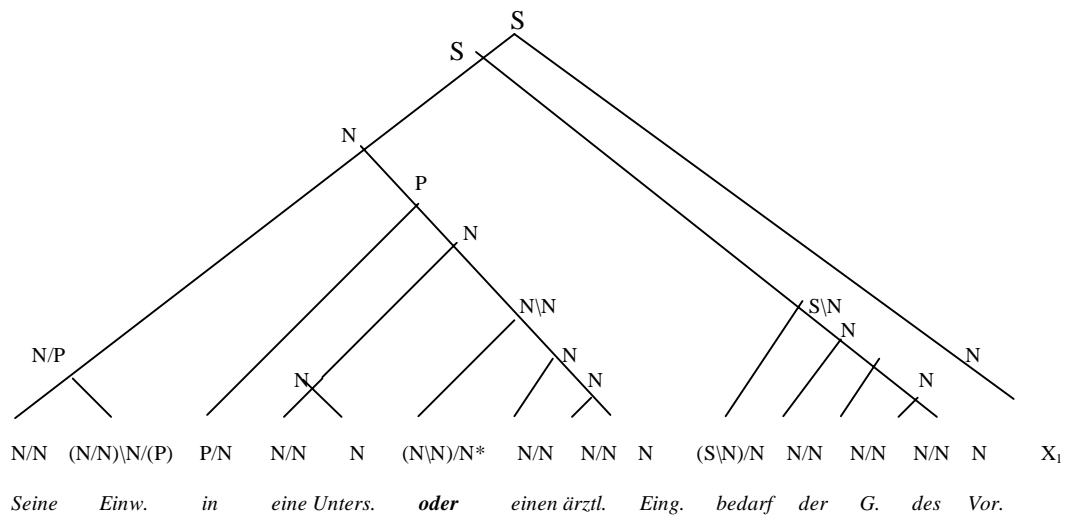 S
S
N
P
N
N\N
S\N
N
N/P
N
N
N
N
N
N/N (N/N)\N/(P) P/N N/N N (N\N)/N* N/N N/N N (S\N)/N N/N N/N N/N N X₁
Seine Einw. in eine Unters. oder einen ärztl. Eing. bedarf der G. des Vor.